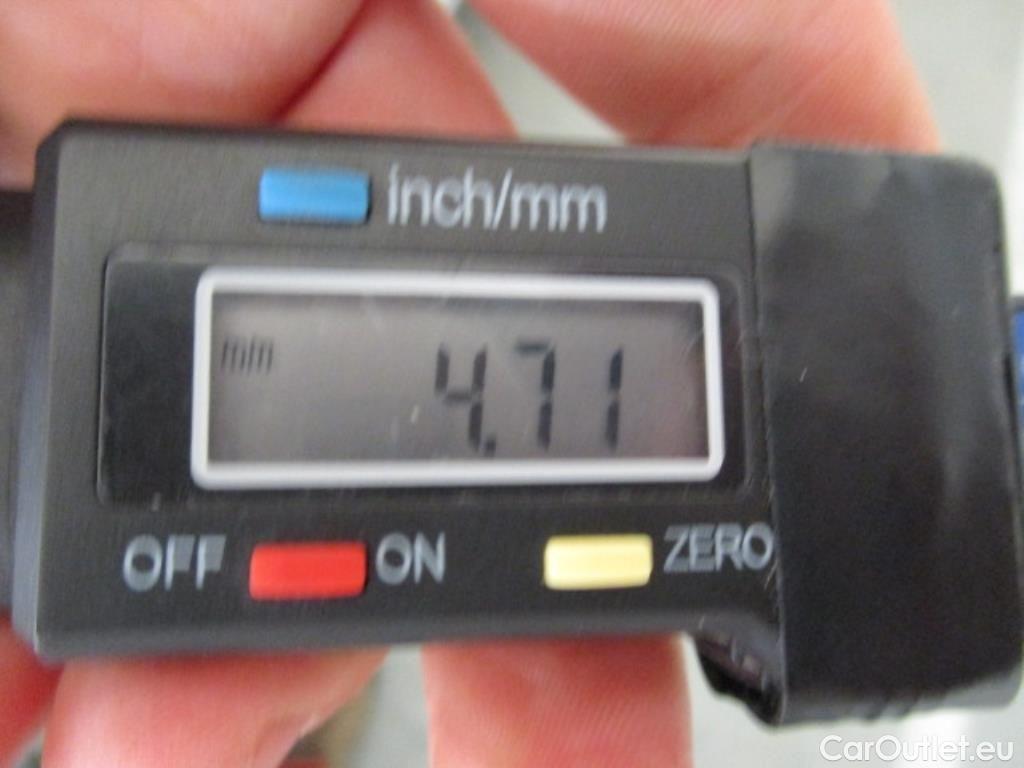 inch/mm
mm 4.71
OFF ON ZERO
CarOutlet.eu